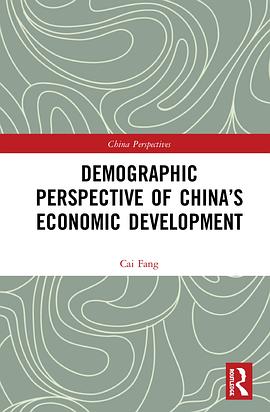 China Perspectives
DEMOGRAPHIC
PERSPECTIVE OF CHINA'S
ECONOMIC DEVELOPMENT
Cai Fang
R
ROUTLEDGE